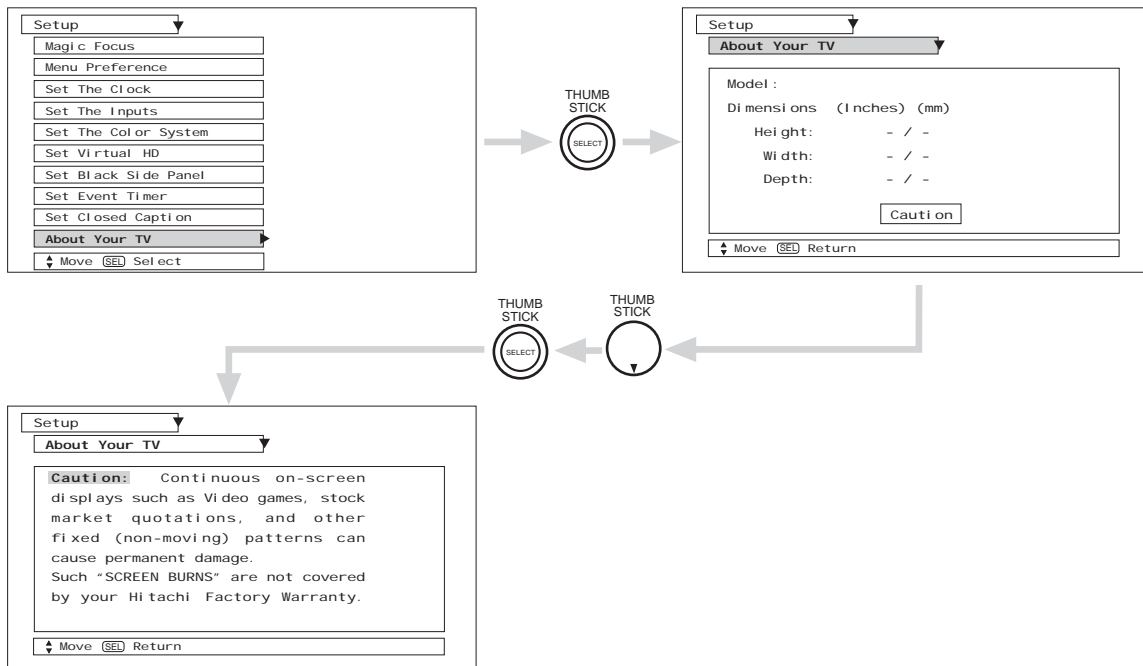 Setup
Magic Focus
Menu Preference
Set The Clock
Set The Inputs
Set The Color System
Set Virtual HD
Set Black Side Panel
Set Event Timer
Set Closed Caption
About Your TV
Move SEL Select
THUMB
STICK
SELECT
Setup
About Your TV
Model:
Dimensions (Inches) (mm)
Height: - / -
Width: - / -
Depth: - / -
Caution
Move SEL Return
THUMB
STICK
THUMB
STICK
SELECT
Setup
About Your TV
Caution: Continuous on-screen
displays such as Video games, stock
market quotations, and other
fixed (non-moving) patterns can
cause permanent damage.
Such “SCREEN BURNS” are not covered
by your Hitachi Factory Warranty.
Move SEL Return